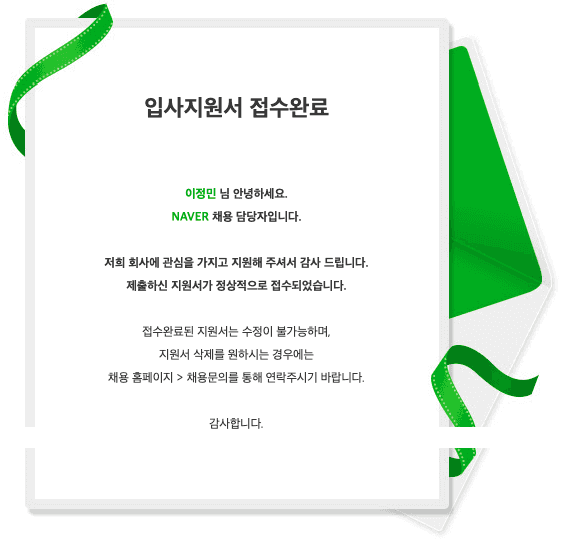 입사지원서 접수완료
이정민 님 안녕하세요.
NAVER 채용 담당자입니다.
저희 회사에 관심을 가지고 지원해 주셔서 감사 드립니다.
제출하신 지원서가 정상적으로 접수되었습니다.
접수완료된 지원서는 수정이 불가능하며,
지원서 삭제를 원하시는 경우에는
채용 홈페이지 > 채용문의를 통해 연락주시기 바랍니다.
감사합니다.